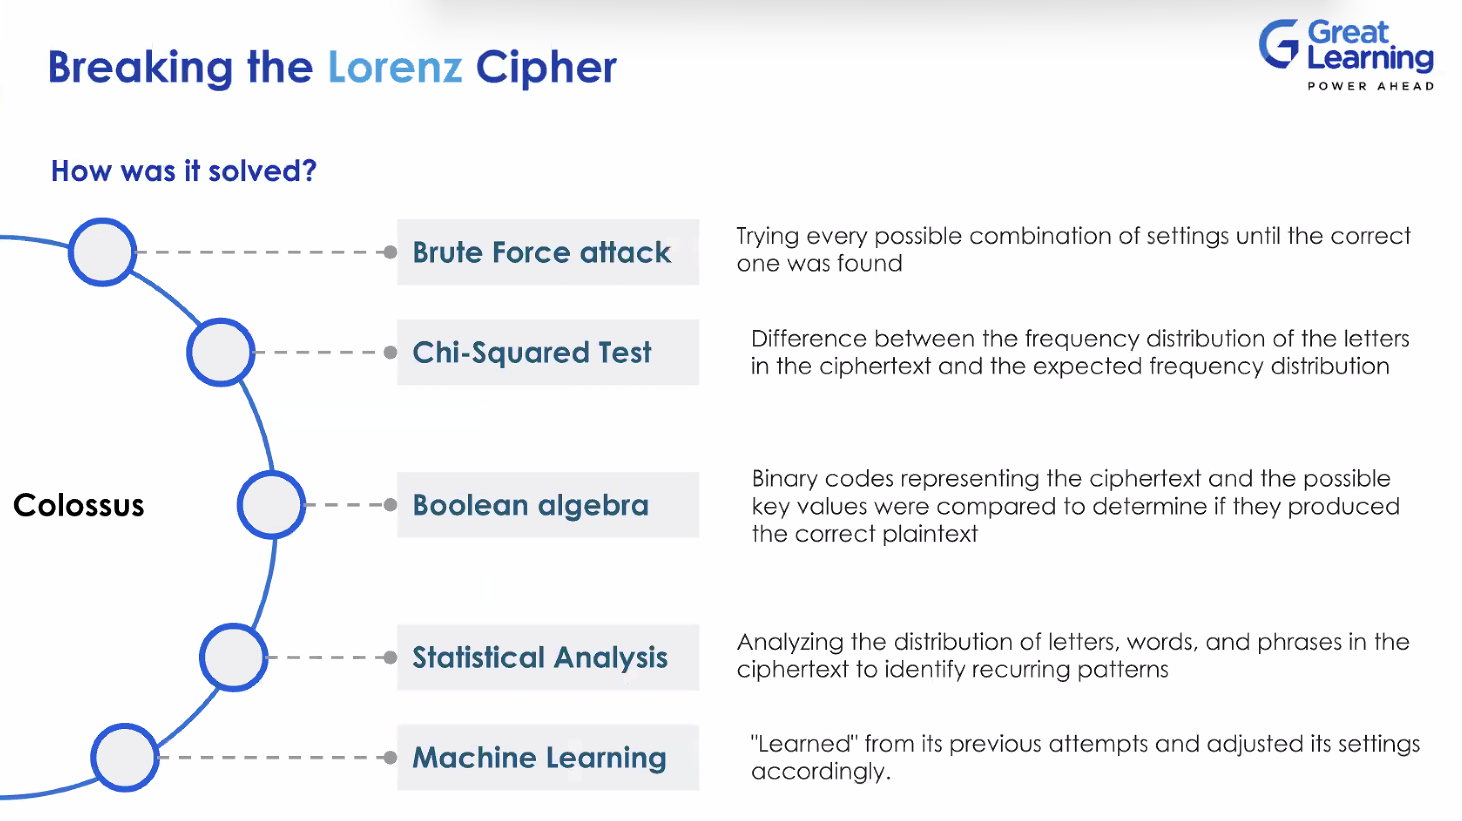 Breaking the Lorenz Cipher
Great
Learning
POWER AHEAD
How was it solved?
Brute Force attack
Trying every possible combination of settings until the correct
one was found
Chi-Squared Test
Difference between the frequency distribution of the letters
in the ciphertext and the expected frequency distribution
Colossus
Boolean algebra
Binary codes representing the ciphertext and the possible
key values were compared to determine if they produced
the correct plaintext
Statistical Analysis
Analyzing the distribution of letters, words, and phrases in the
ciphertext to identify recurring patterns
Machine Learning
"Learned" from its previous attempts and adjusted its settings
accordingly.